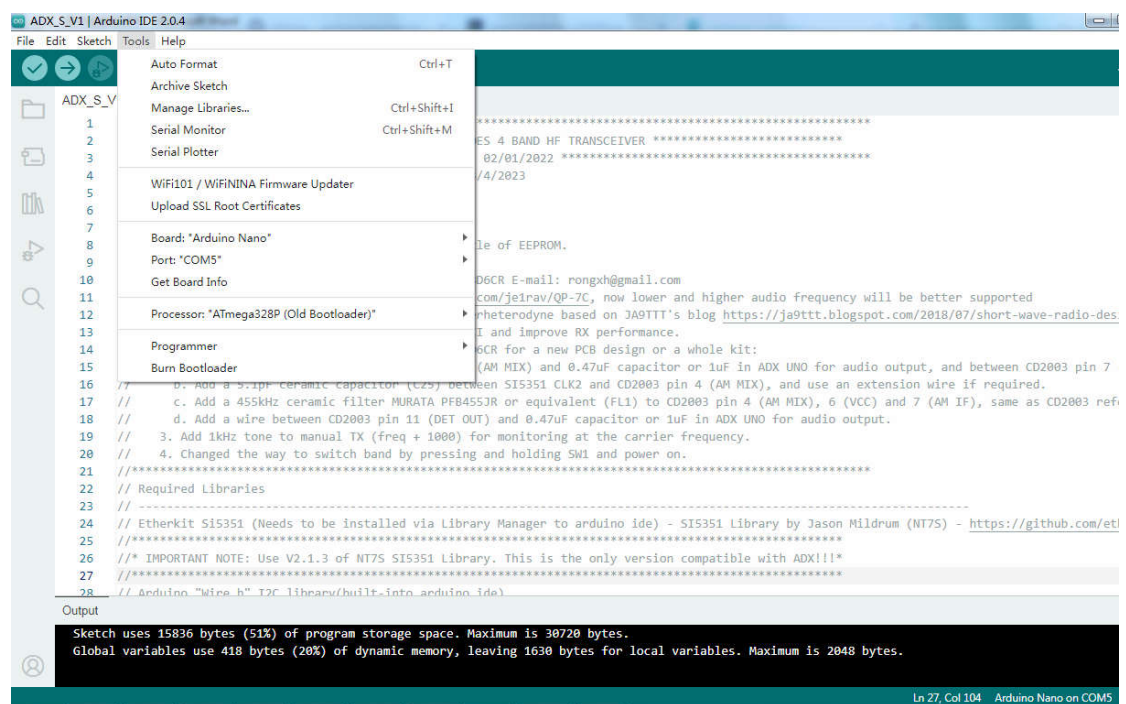 ADX_S_V1 | Arduino IDE 2.0.4
File Edit Sketch Tools Help
Auto Format Ctrl+T
Archive Sketch
Manage Libraries... Ctrl+Shift+I
Serial Monitor Ctrl+Shift+M
Serial Plotter
WiFi101 / WiFiNINA Firmware Updater
Upload SSL Root Certificates
Board: "Arduino Nano"
Port: "COM5"
Get Board Info
Processor: "ATmega328P (Old Bootloader)"
Programmer
Burn Bootloader
ADX_S_V
1 *******************************************************
2 ES 4 BAND HF TRANSCEIVER ***************************
3 02/01/2022 ********************************************
4 /4/2023
5
6
7
8 le of EEPROM.
9
10 D6CR E-mail: rongxh@gmail.com
11 com/je1rav/QP-7C, now lower and higher audio frequency will be better supported
12 rheterodyne based on JA9TTT's blog https://ja9ttt.blogspot.com/2018/07/short-wave-radio-des
13 I and improve RX performance.
14 6CR for a new PCB design or a whole kit:
15 (AM MIX) and 0.47uF capacitor or 1uF in ADX UNO for audio output, and between CD2003 pin 7
16 // b. Add a 5.1pF ceramic capacitor (C25) between SI5351 CLK2 and CD2003 pin 4 (AM MIX), and use an extension wire if required.
17 // c. Add a 455kHz ceramic filter MURATA PFB455JR or equivalent (FL1) to CD2003 pin 4 (AM MIX), 6 (VCC) and 7 (AM IF), same as CD2003 ref
18 // d. Add a wire between CD2003 pin 11 (DET OUT) and 0.47uF capacitor or 1uF in ADX UNO for audio output.
19 // 3. Add 1kHz tone to manual TX (freq + 1000) for monitoring at the carrier frequency.
20 // 4. Changed the way to switch band by pressing and holding SW1 and power on.
21 //*********************************************************************************************************
22 // Required Libraries
23 // ----------------------------------------------------------------------------------------------------------------------
24 // Etherkit Si5351 (Needs to be installed via Library Manager to arduino ide) - SI5351 Library by Jason Mildrum (NT7S) - https://github.com/et
25 //*****************************************************************************************************
26 //* IMPORTANT NOTE: Use V2.1.3 of NT7S SI5351 Library. This is the only version compatible with ADX!!!*
27 //*****************************************************************************************************
28 // Arduino "Wire.h" I2C library(built-into arduino ide)
Output
Sketch uses 15836 bytes (51%) of program storage space. Maximum is 30720 bytes.
Global variables use 418 bytes (20%) of dynamic memory, leaving 1630 bytes for local variables. Maximum is 2048 bytes.
Ln 27, Col 104 Arduino Nano on COM5